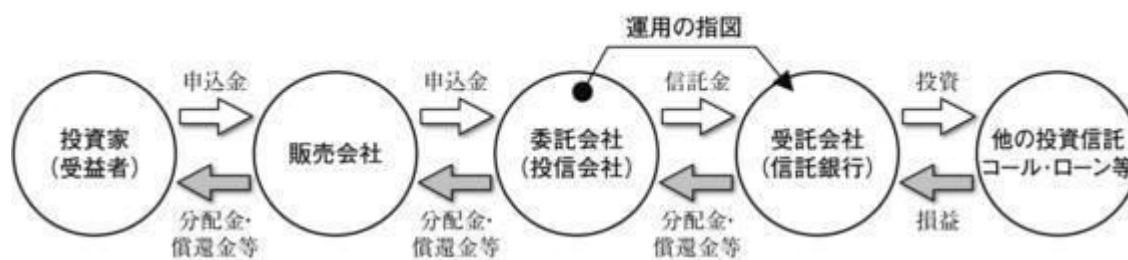 運用の指図
申込金
申込金
信託金
投資
投資家
(受益者)
販売会社
委託会社
(投信会社)
受託会社
(信託銀行)
他の投資信託
コール・ローン等
分配金・
償還金等
分配金・
償還金等
分配金・
償還金等
損益